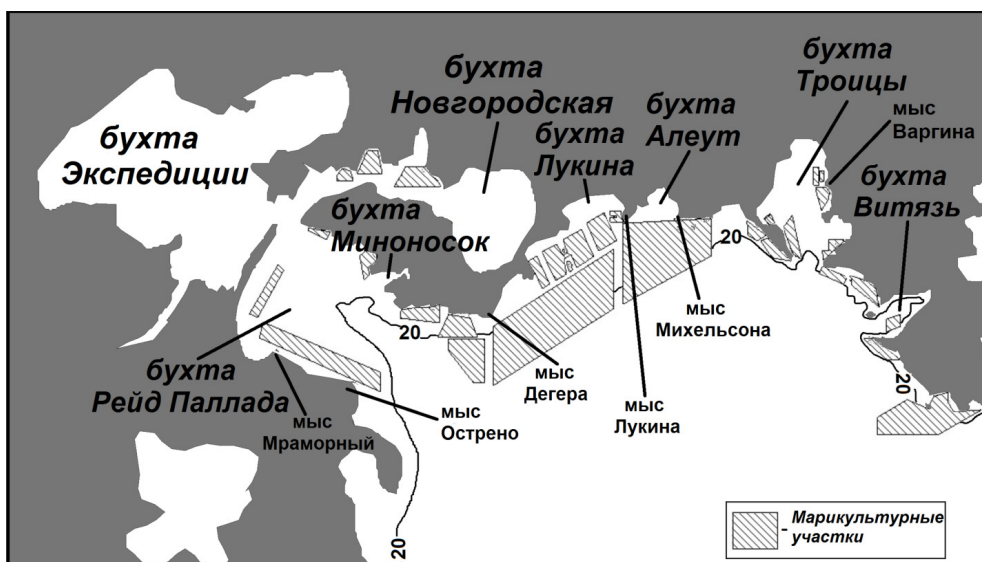 бухта
Экспедиции
бухта
Новгородская
бухта
Лукина
бухта
Алеут
бухта
Троицы
мыс
Варгина
бухта
Витязь
бухта
Миноносок
20
20
20
20
мыс
Михельсона
мыс
Дегера
мыс
Лукина
бухта
Рейд Паллада
мыс
Мраморный
мыс
Острено
- Марикультурные
участки